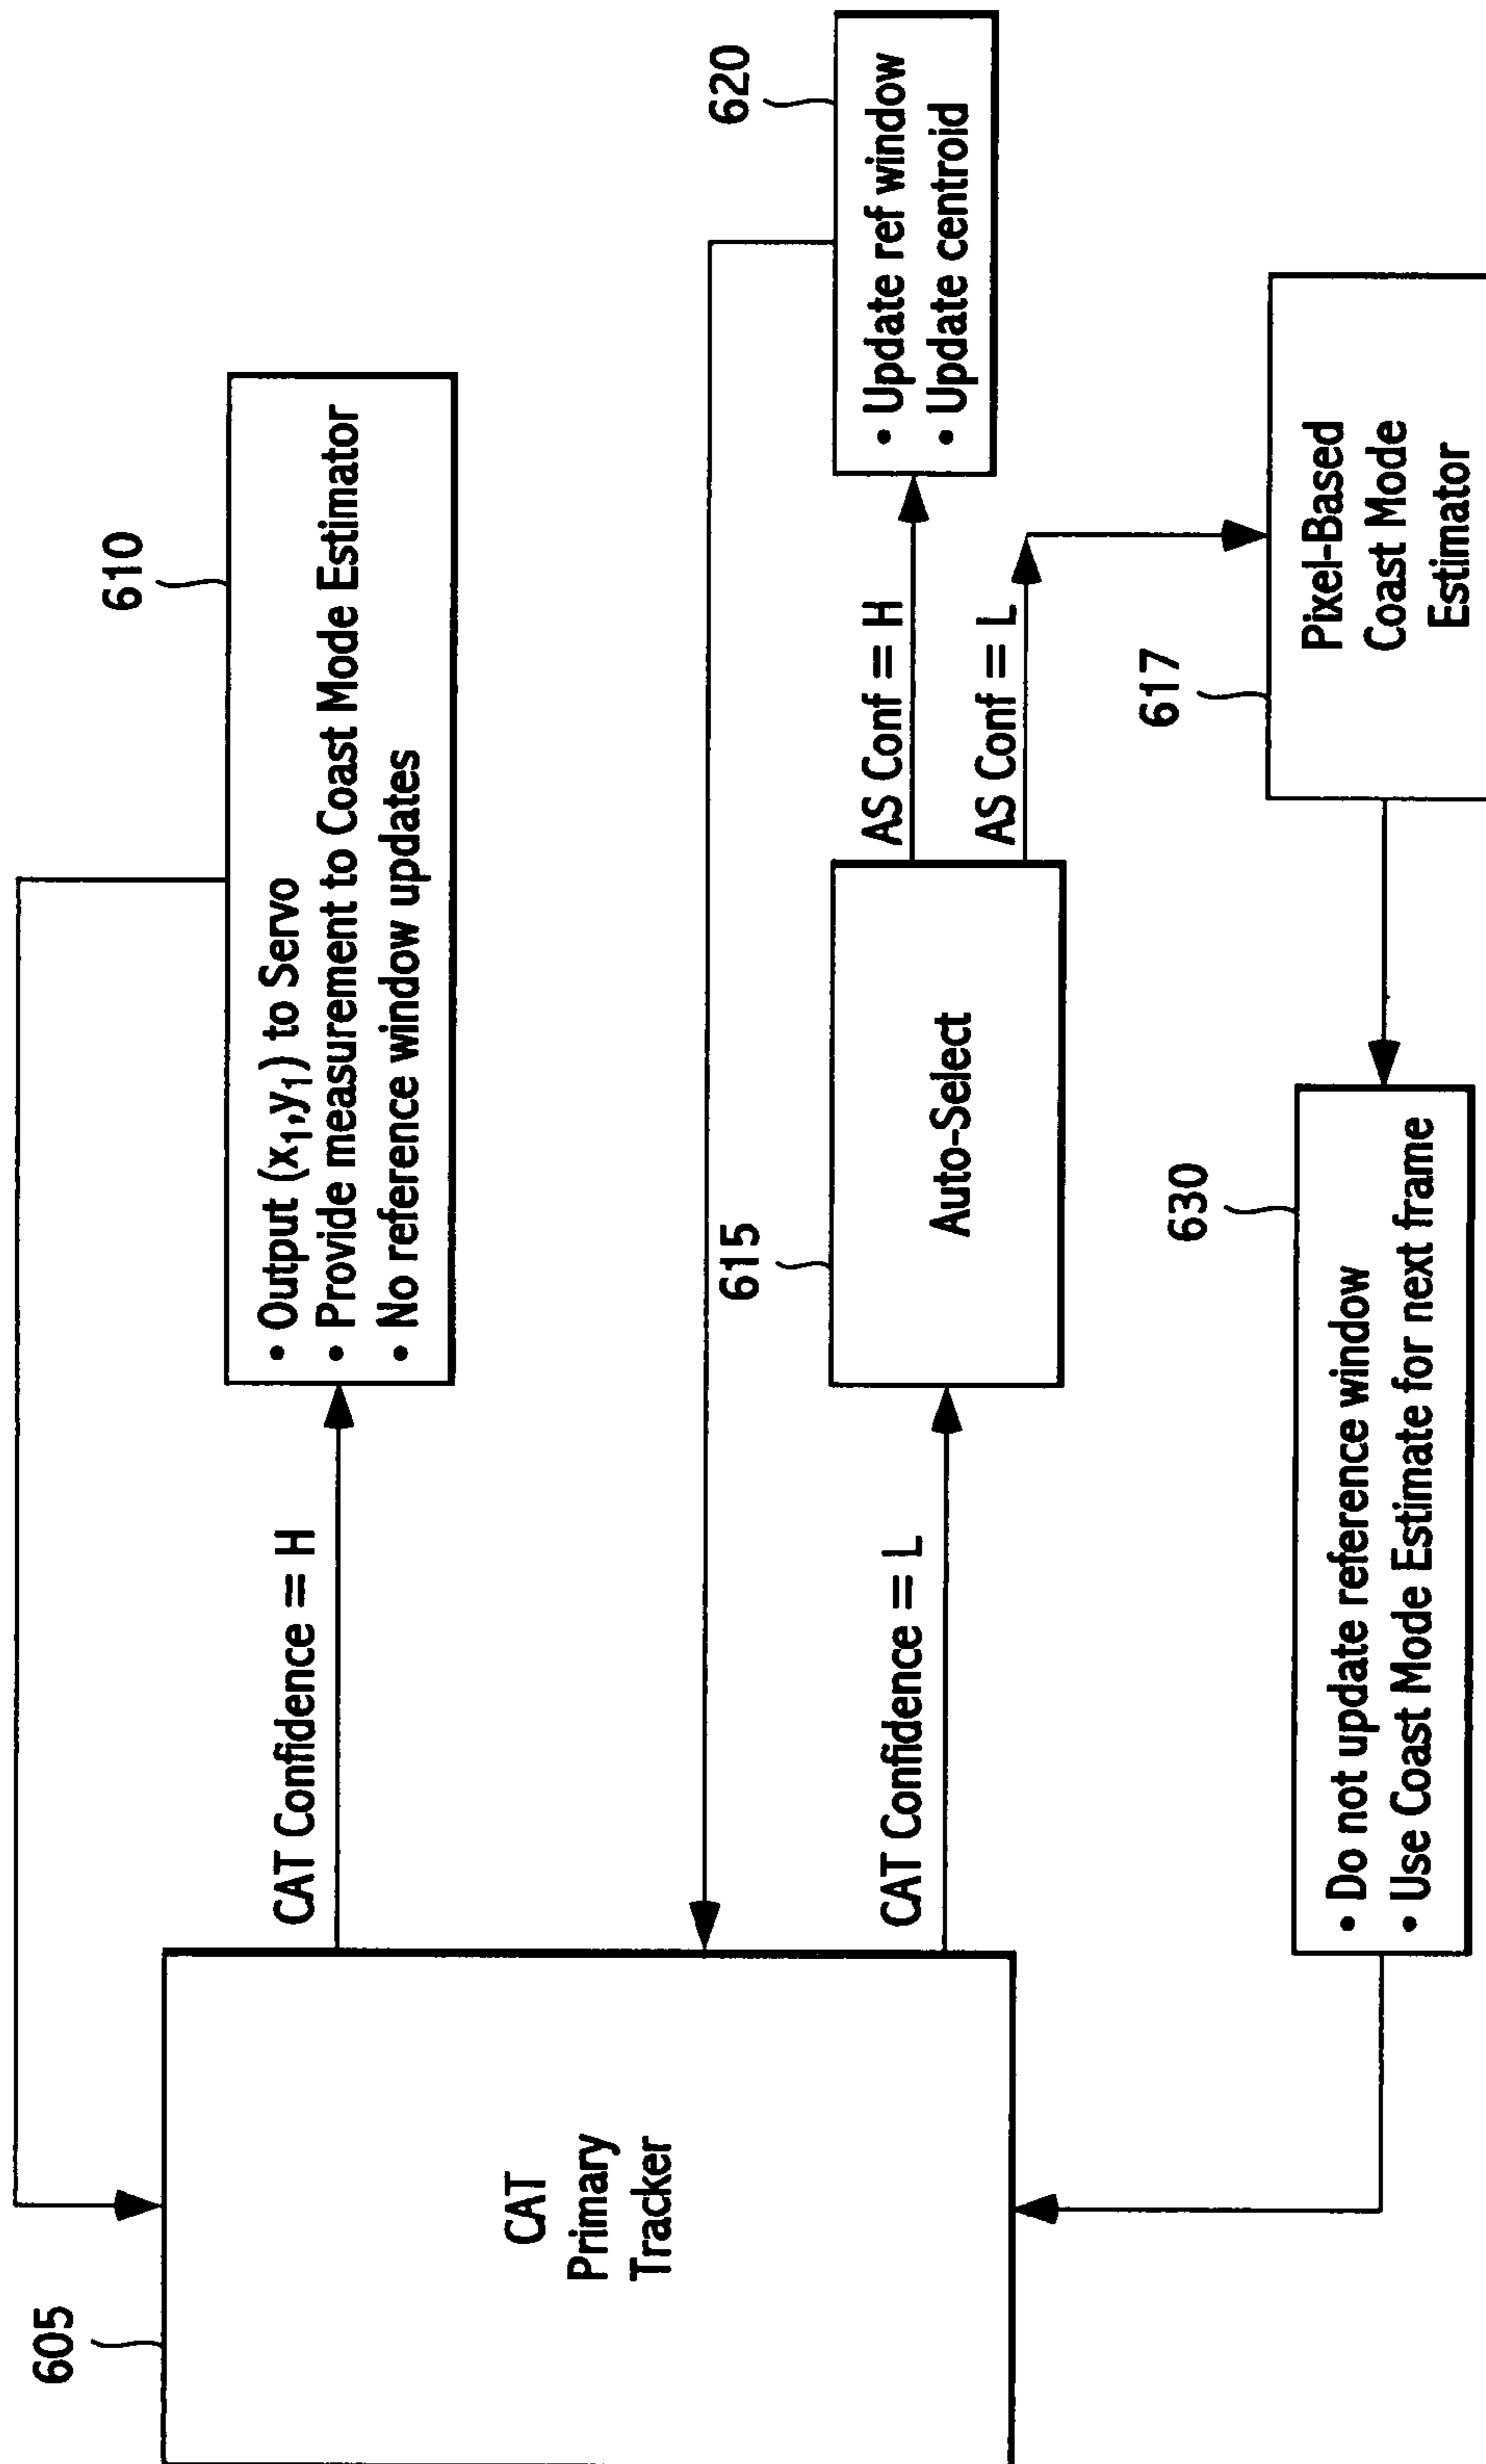 605
CAT
Primary
Tracker
CAT Confidence = H
610
• Output (x₁,y₁) to Servo
• Provide measurement to Coast Mode Estimator
• No reference window updates
CAT Confidence = L
615
Auto-Select
AS Conf = H
AS Conf = L
620
• Update ref window
• Update centroid
617
Pixel-Based
Coast Mode
Estimator
630
• Do not update reference window
• Use Coast Mode Estimate for next frame